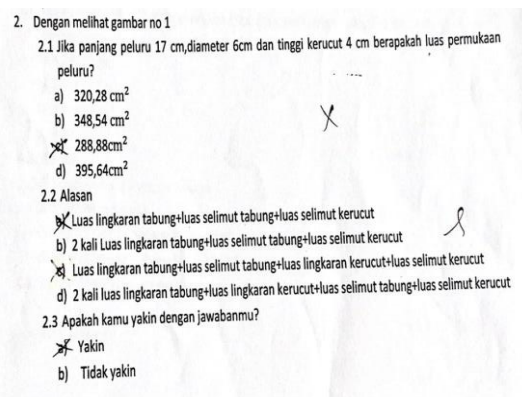 2. Dengan melihat gambar no 1
2.1 Jika panjang peluru 17 cm,diameter 6cm dan tinggi kerucut 4 cm berapakah luas permukaan
peluru?
a) 320,28 cm²
b) 348,54 cm²
c) 288,88cm²
d) 395,64cm²
2.2 Alasan
a) Luas lingkaran tabung+luas selimut tabung+luas selimut kerucut
b) 2 kali Luas lingkaran tabung+luas selimut tabung+luas selimut kerucut
c) Luas lingkaran tabung+luas selimut tabung+luas lingkaran kerucut+luas selimut kerucut
d) 2 kali luas lingkaran tabung+luas lingkaran kerucut+luas selimut tabung+luas selimut kerucut
2.3 Apakah kamu yakin dengan jawabanmu?
a) Yakin
b) Tidak yakin